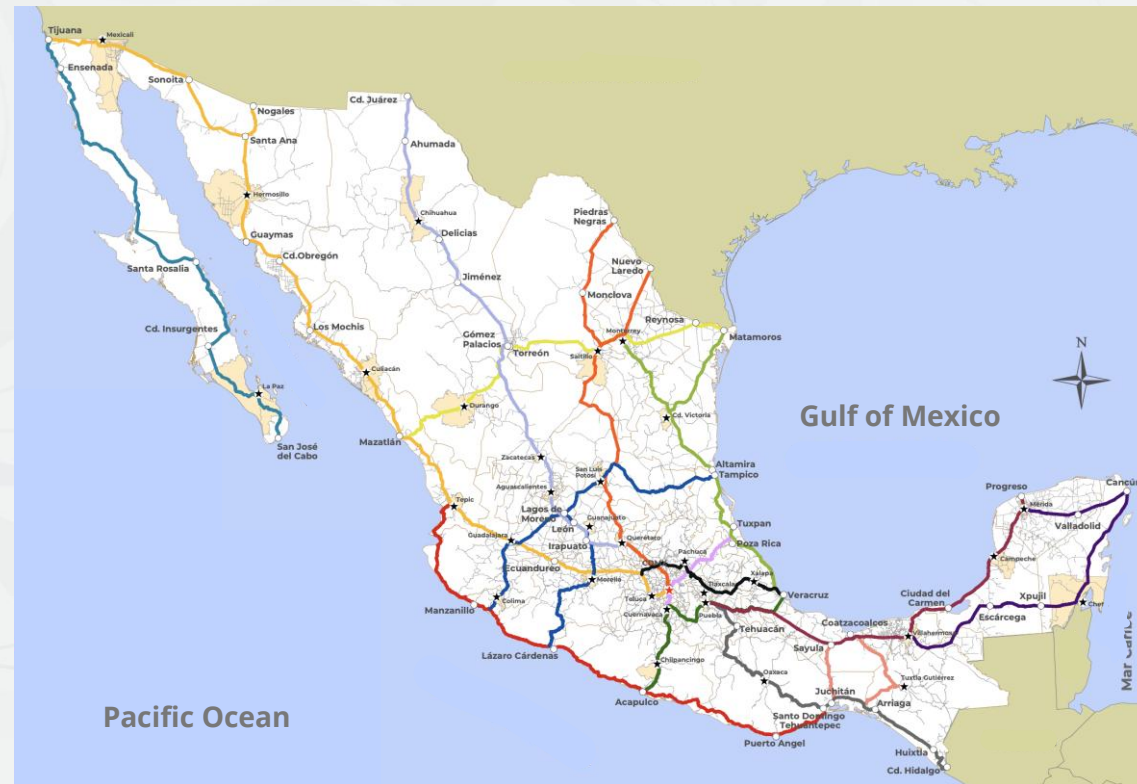 Tijuana
Mexicali
Ensenada
Sonoita
Nogales
Cd. Juárez
Santa Ana
Ahumada
Hermosillo
Chihuahua
Piedras
Negras
Delicias
Guaymas
Cd.Obregón
Nuevo
Laredo
Santa Rosalia
Jiménez
Monclova
Cd. Insurgentes
Los Mochis
Gómez
Palacios
Torreón
Reynosa
Monterrey
Matamoros
Saltillo
N
La Paz
Culiacán
Durango
Cd. Victoria
Gulf of Mexico
San José
del Cabo
Mazatlán
Zacatecas
San Luis
Potosí
Altamira
Tampico
Aguascalientes
Tepic
Lagos de
Moreno
Guanajuato
León
Progreso
Cancún
Mérida
Valladolid
Guadalajara
Irapuato
Querétaro
Tuxpan
Poza Rica
Pachuca
Ecuandureo
Morelia
Tlaxcala
Xalapa
Campeche
Manzanillo
Colima
Toluca
Cuernavaca
Puebla
Veracruz
Ciudad
del Carmen
Xpujil
Escárcega
Chet
Coatzacoalcos
Villahermosa
Tehuacán
Sayula
Lázaro Cárdenas
Chilpancingo
Oaxaca
Tuxtla Gutiérrez
Mar Caribe
Acapulco
Juchitán
Arriaga
Santo Domingo
Tehuantepec
Pacific Ocean
Puerto Angel
Huixtla
Cd. Hidalgo